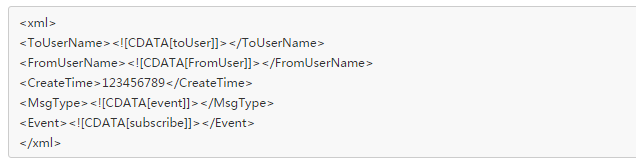 <xml>
<ToUserName><![CDATA[toUser]]></ToUserName>
<FromUserName><![CDATA[FromUser]]></FromUserName>
<CreateTime>123456789</CreateTime>
<MsgType><![CDATA[event]]></MsgType>
<Event><![CDATA[subscribe]]></Event>
</xml>